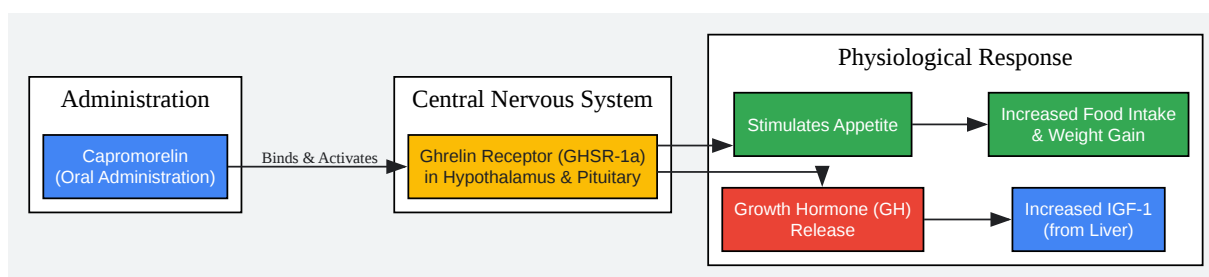 Administration
Capromorelin
(Oral Administration)
Binds & Activates
Central Nervous System
Ghrelin Receptor (GHSR-1a)
in Hypothalamus & Pituitary
Physiological Response
Stimulates Appetite
Increased Food Intake
& Weight Gain
Growth Hormone (GH)
Release
Increased IGF-1
(from Liver)